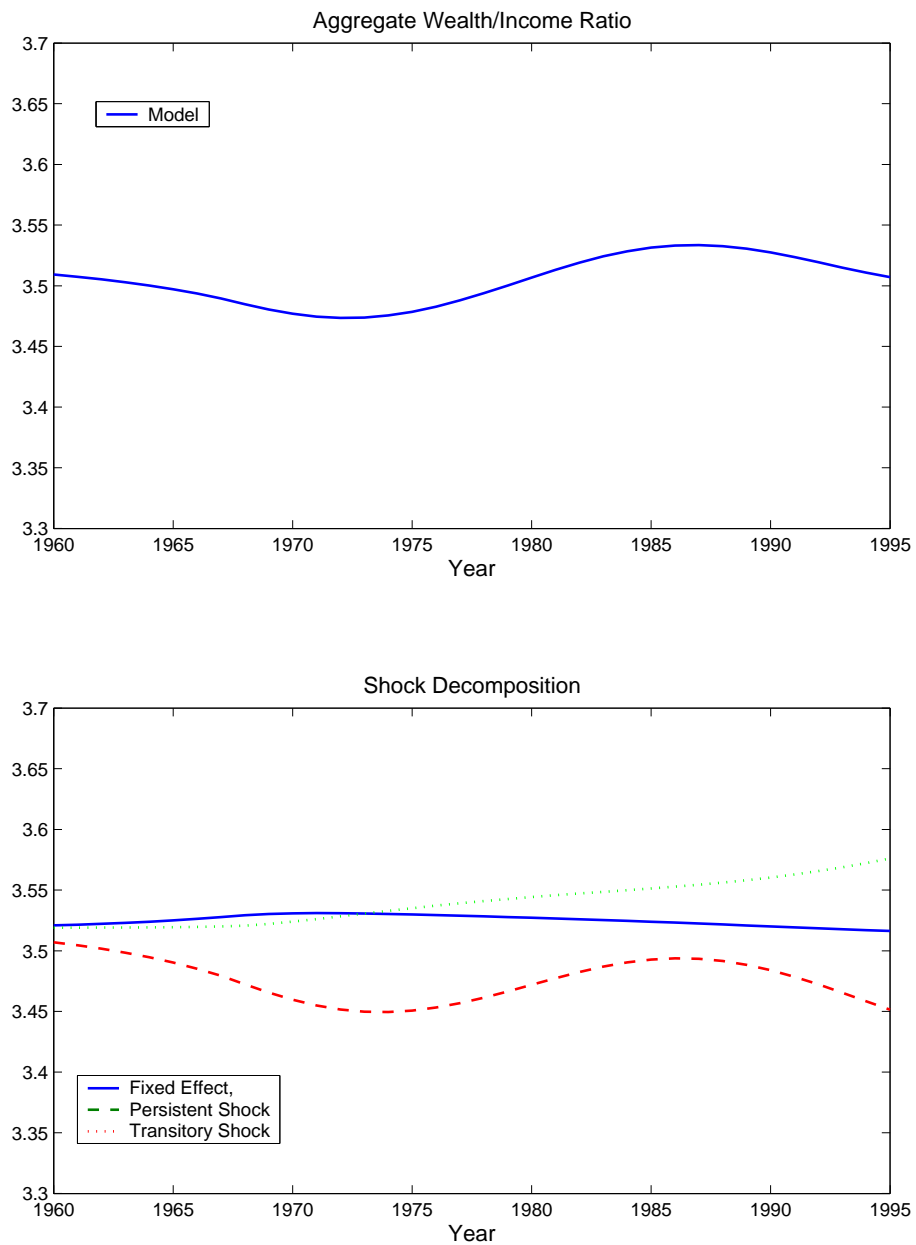 Aggregate Wealth/Income Ratio
3.7
3.65
3.6
3.55
3.5
3.45
3.4
3.35
3.3
Model
1960 1965 1970 1975 1980 1985 1990 1995
Year
Shock Decomposition
3.7
3.65
3.6
3.55
3.5
3.45
3.4
3.35
3.3
Fixed Effect,
Persistent Shock
Transitory Shock
1960 1965 1970 1975 1980 1985 1990 1995
Year